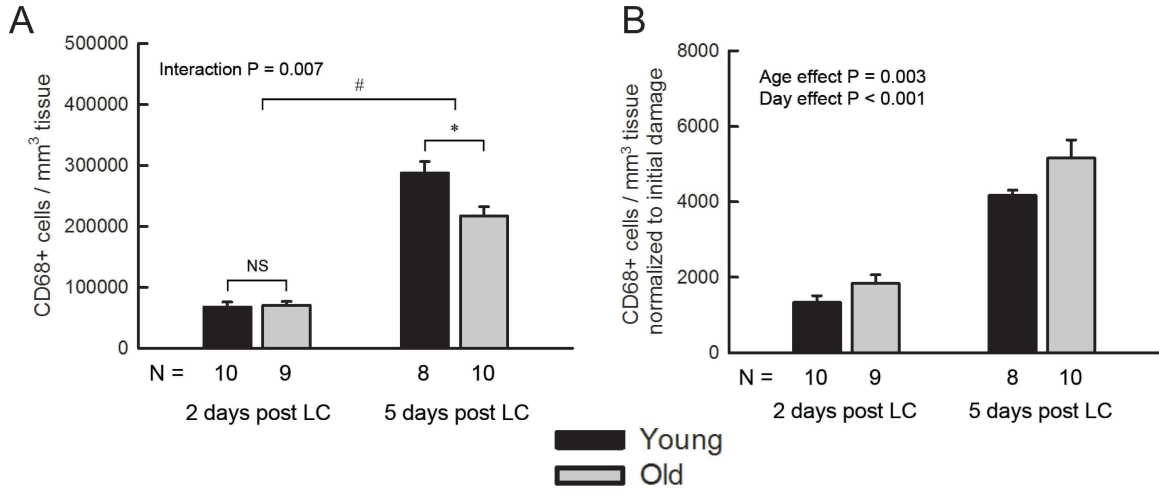 A
CD68+ cells / mm³ tissue
500000
400000
300000
200000
100000
0
Interaction P = 0.007
#
*
NS
N = 10 9 8 10
2 days post LC 5 days post LC
B
CD68+ cells / mm³ tissue
normalized to initial damage
8000
6000
4000
2000
0
Age effect P = 0.003
Day effect P < 0.001
N = 10 9 8 10
2 days post LC 5 days post LC
Young
Old